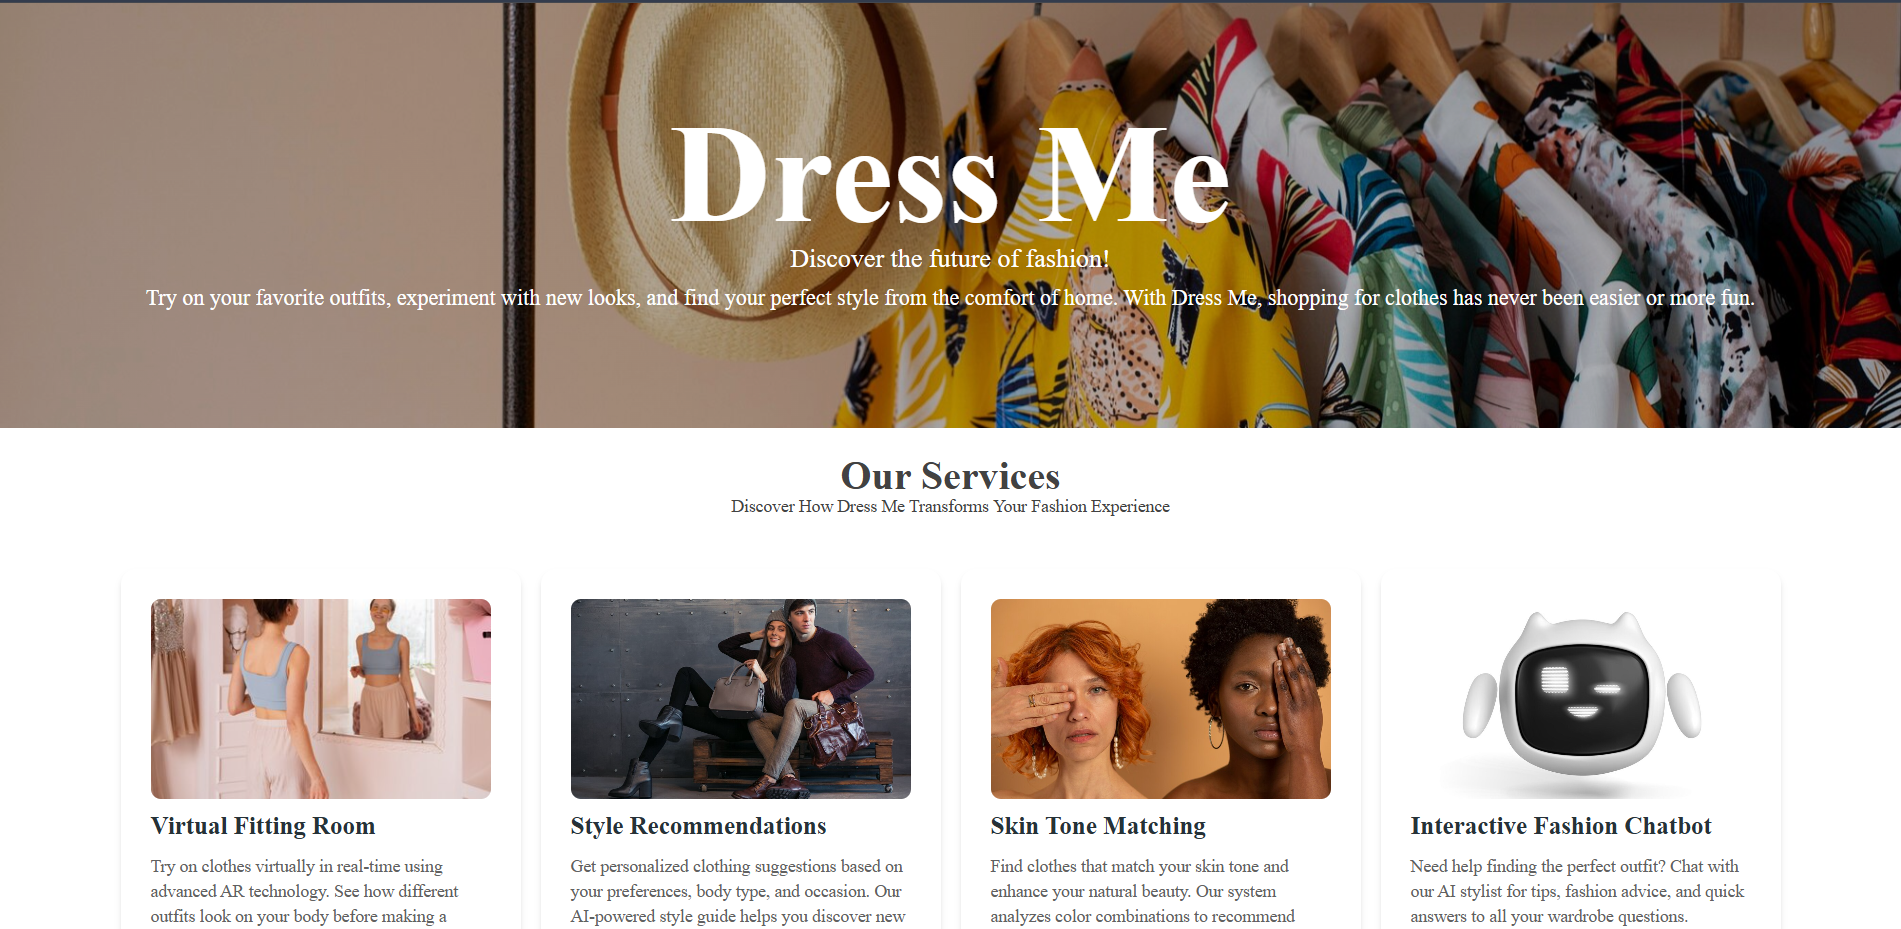 Dress Me
Discover the future of fashion!
Try on your favorite outfits, experiment with new looks, and find your perfect style from the comfort of home. With Dress Me, shopping for clothes has never been easier or more fun.
Our Services
Discover How Dress Me Transforms Your Fashion Experience
Virtual Fitting Room
Try on clothes virtually in real-time using
advanced AR technology. See how different
outfits look on your body before making a
Style Recommendations
Get personalized clothing suggestions based on
your preferences, body type, and occasion. Our
AI-powered style guide helps you discover new
Skin Tone Matching
Find clothes that match your skin tone and
enhance your natural beauty. Our system
analyzes color combinations to recommend
Interactive Fashion Chatbot
Need help finding the perfect outfit? Chat with
our AI stylist for tips, fashion advice, and quick
answers to all your wardrobe questions.